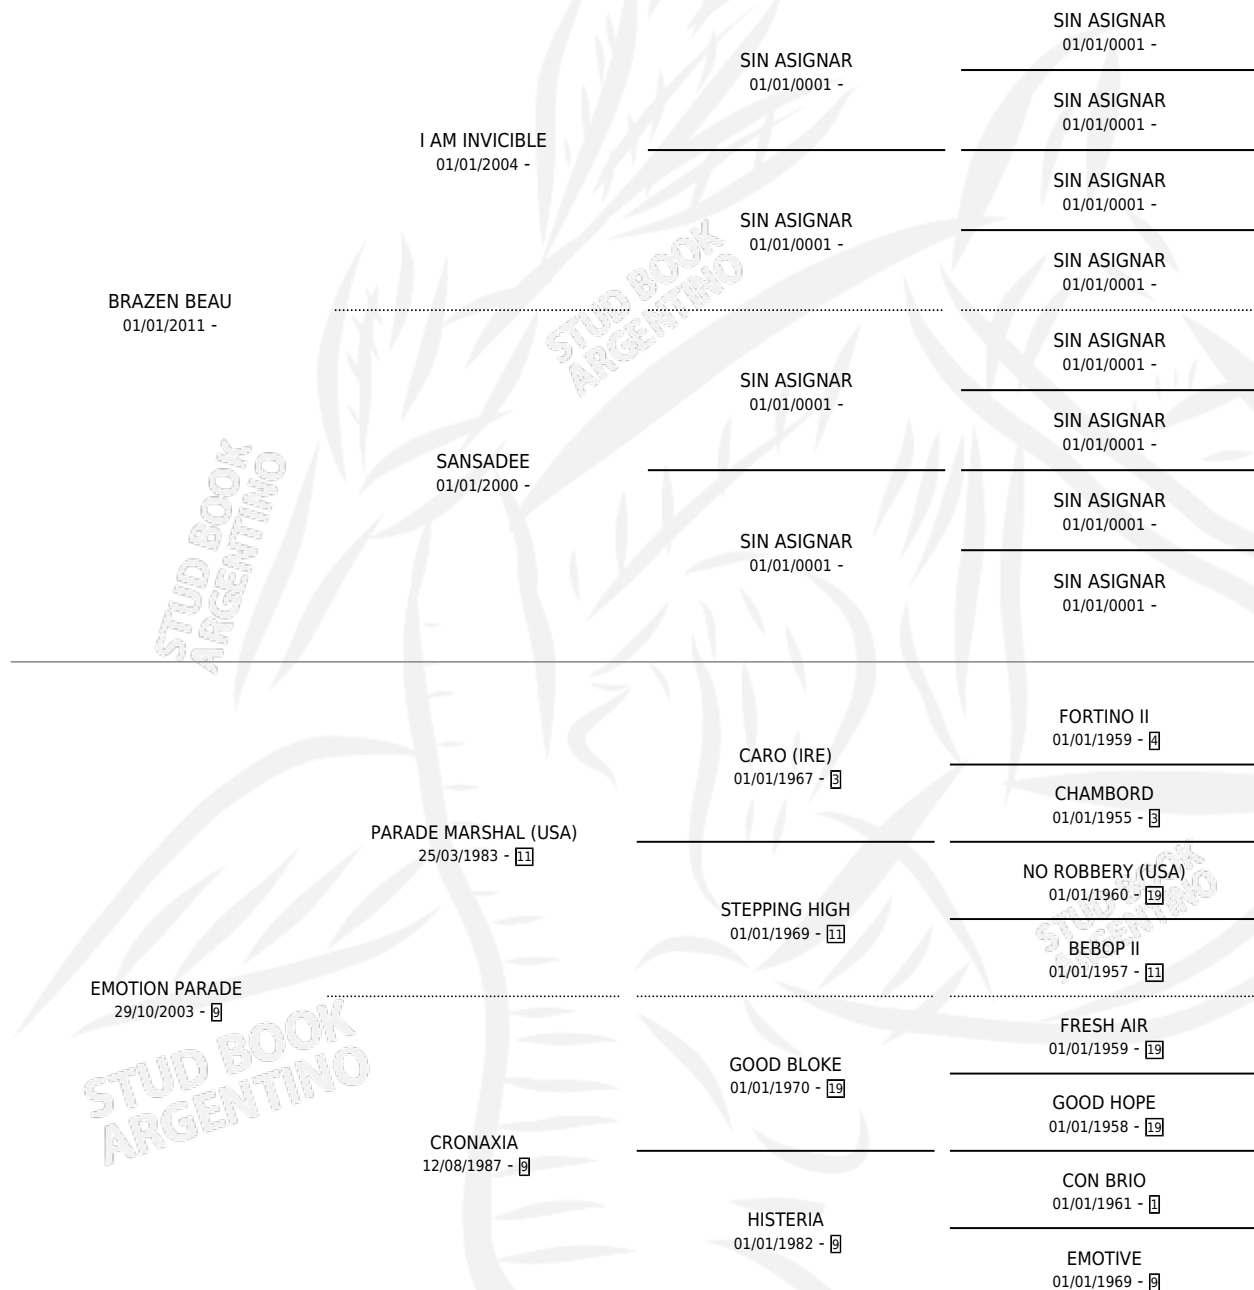 SIN ASIGNAR
01/01/0001 -
SIN ASIGNAR
01/01/0001 -
SIN ASIGNAR
01/01/0001 -
I AM INVICIBLE
01/01/2004 -
SIN ASIGNAR
01/01/0001 -
SIN ASIGNAR
01/01/0001 -
SIN ASIGNAR
01/01/0001 -
BRAZEN BEAU
01/01/2011 -
SIN ASIGNAR
01/01/0001 -
SIN ASIGNAR
01/01/0001 -
SIN ASIGNAR
01/01/0001 -
SANSADEE
01/01/2000 -
SIN ASIGNAR
01/01/0001 -
SIN ASIGNAR
01/01/0001 -
SIN ASIGNAR
01/01/0001 -
STUD BOOK
ARGENTINO
STUD BOOK
ARGENTINO
FORTINO II
01/01/1959 - 4
CARO (IRE)
01/01/1967 - 3
CHAMBORD
01/01/1955 - 3
PARADE MARSHAL (USA)
25/03/1983 - 11
NO ROBBERY (USA)
01/01/1960 - 19
STEPPING HIGH
01/01/1969 - 11
BEBOP II
01/01/1957 - 11
EMOTION PARADE
29/10/2003 - 9
FRESH AIR
01/01/1959 - 19
GOOD BLOKE
01/01/1970 - 19
GOOD HOPE
01/01/1958 - 19
CRONAXIA
12/08/1987 - 9
CON BRIO
01/01/1961 - 1
HISTERIA
01/01/1982 - 9
EMOTIVE
01/01/1969 - 9
STUD BOOK
ARGENTINO
STUD BOOK
ARGENTINO